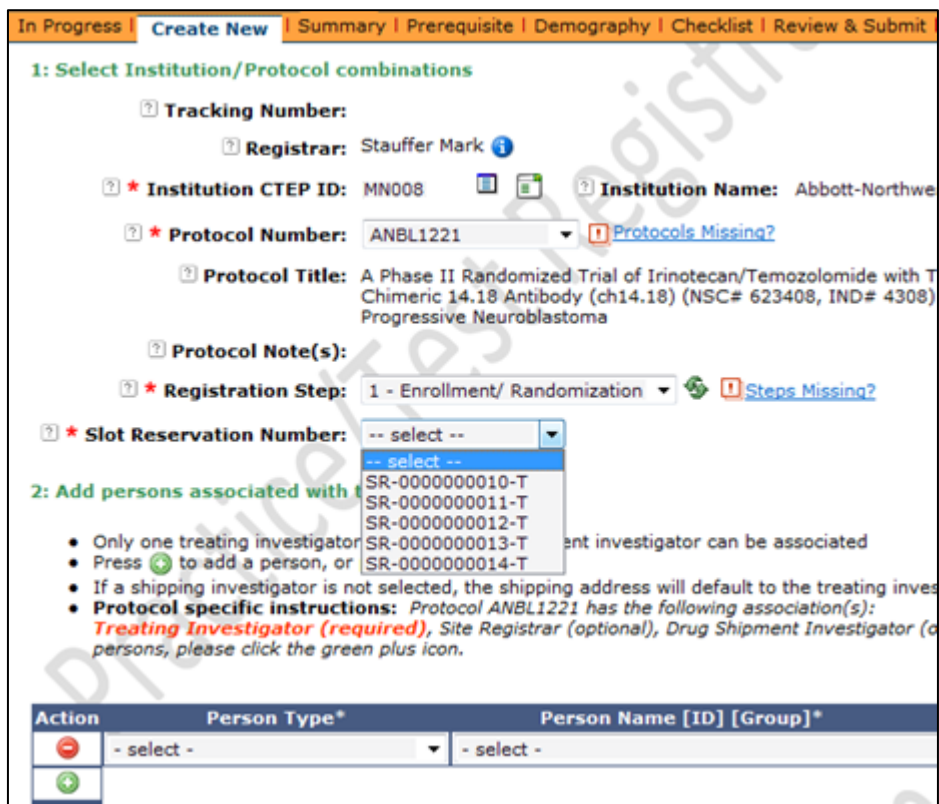 In Progress | Create New | Summary | Prerequisite | Demography | Checklist | Review & Submit |
1: Select Institution/Protocol combinations
Tracking Number:
Registrar: Stauffer Mark
* Institution CTEP ID: MN008 Institution Name: Abbott-Northwe
* Protocol Number: ANBL1221 Protocols Missing?
Protocol Title: A Phase II Randomized Trial of Irinotecan/Temozolomide with T
Chimeric 14.18 Antibody (ch14.18) (NSC# 623408, IND# 4308)
Progressive Neuroblastoma
Protocol Note(s):
* Registration Step: 1 - Enrollment/ Randomization Steps Missing?
* Slot Reservation Number: -- select --
-- select --
SR-0000000010-T
SR-0000000011-T
SR-0000000012-T
SR-0000000013-T
SR-0000000014-T
2: Add persons associated with t
• Only one treating investigator ent investigator can be associated
• Press to add a person, or
• If a shipping investigator is not selected, the shipping address will default to the treating inves
• Protocol specific instructions: Protocol ANBL1221 has the following association(s):
Treating Investigator (required), Site Registrar (optional), Drug Shipment Investigator (o
persons, please click the green plus icon.
Action Person Type* Person Name [ID] [Group]*
- select - - select -
Practice/Test Registr